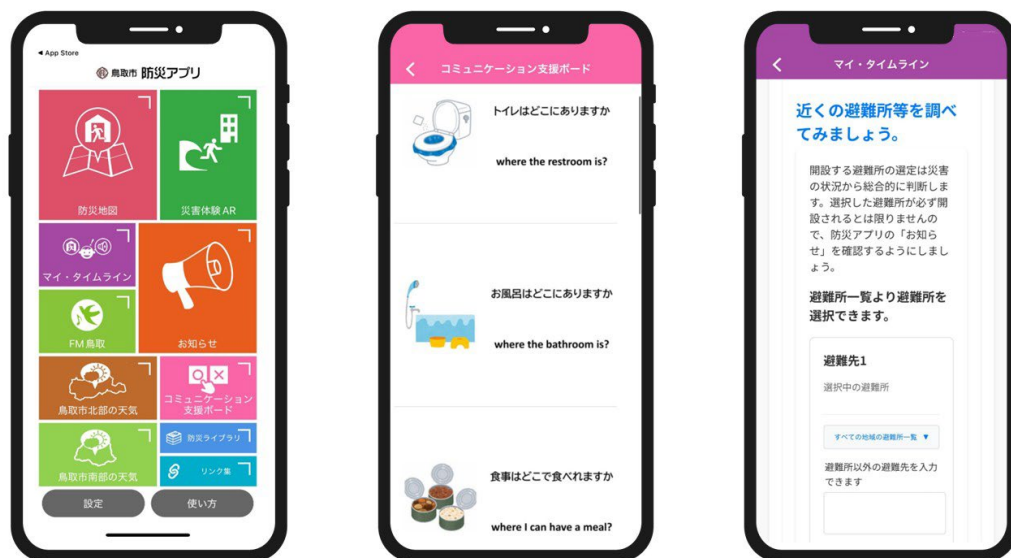 App Store
鳥取市 防災アプリ
防災地図
災害体験AR
マイ・タイムライン
お知らせ
FM鳥取
鳥取市北部の天気
コミュニケーション
支援ボード
鳥取市南部の天気
防災ライブラリ
リンク集
設定
使い方
コミュニケーション支援ボード
トイレはどこにありますか
where the restroom is?
お風呂はどこにありますか
where the bathroom is?
食事はどこで食べれますか
where I can have a meal?
マイ・タイムライン
近くの避難所等を調べ
てみましょう。
開設する避難所の選定は災害
の状況から総合的に判断しま
す。選択した避難所が必ず開
設されるとは限りませんの
で、防災アプリの「お知ら
せ」を確認するようにしまし
ょう。
避難所一覧より避難所を
選択できます。
避難先1
選択中の避難所
すべての地域の避難所一覧 ▼
避難所以外の避難先を入力
できます